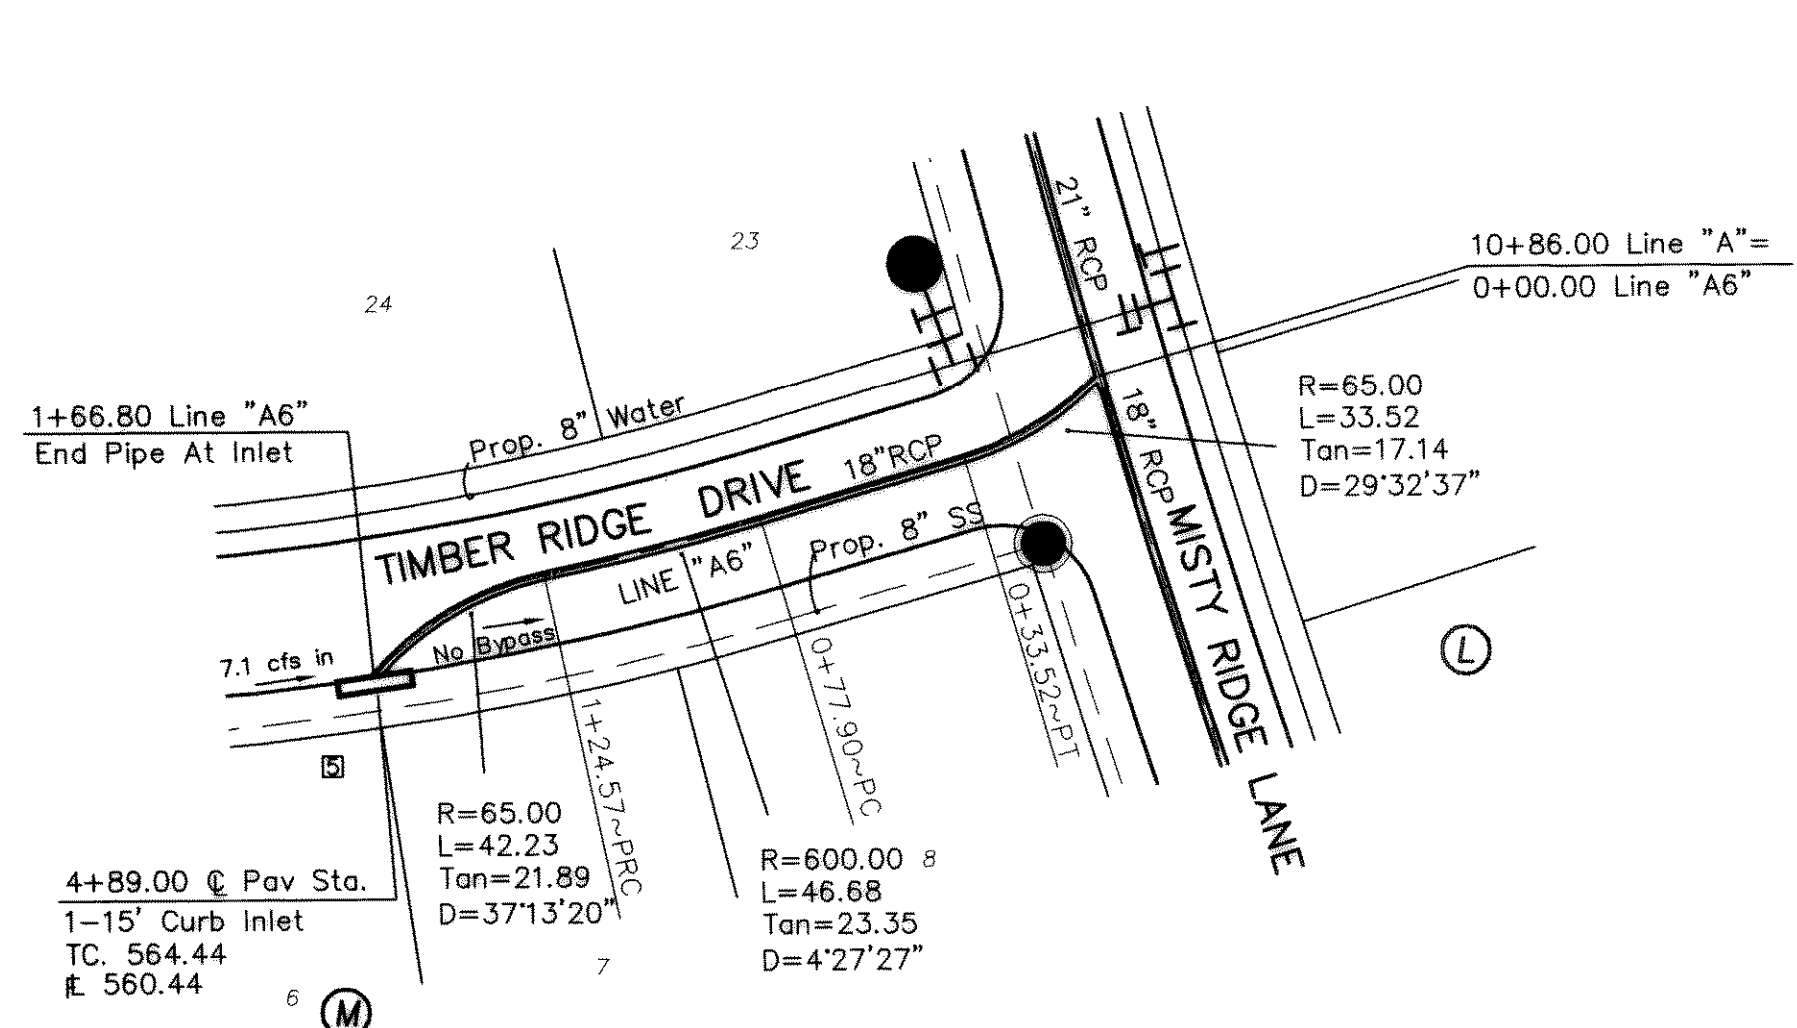 23
24
21" RCP
10+86.00 Line "A"=
0+00.00 Line "A6"
1+66.80 Line "A6"
End Pipe At Inlet
Prop. 8" Water
18" RCP
R=65.00
L=33.52
Tan=17.14
D=29°32'37"
18" RCP
TIMBER RIDGE DRIVE
MISTY RIDGE LANE
LINE "A6"
Prop. 8" SS
7.1 cfs in
No Bypass
0+33.52~PT
0+77.90~PC
1+24.57~PRC
L
5
R=65.00
L=42.23
Tan=21.89
D=37°13'20"
R=600.00
L=46.68
Tan=23.35
D=4°27'27"
8
4+89.00 ℄ Pav Sta.
1-15' Curb Inlet
TC. 564.44
560.44
7
6
M